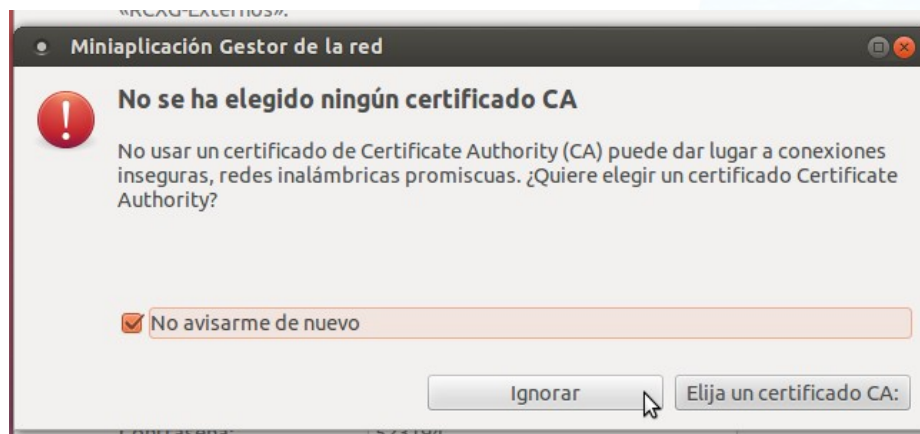 «RCXG-Externos».
Miniaplicación Gestor de la red
No se ha elegido ningún certificado CA
No usar un certificado de Certificate Authority (CA) puede dar lugar a conexiones
inseguras, redes inalámbricas promiscuas. ¿Quiere elegir un certificado Certificate
Authority?
No avisarme de nuevo
Ignorar
Elija un certificado CA: